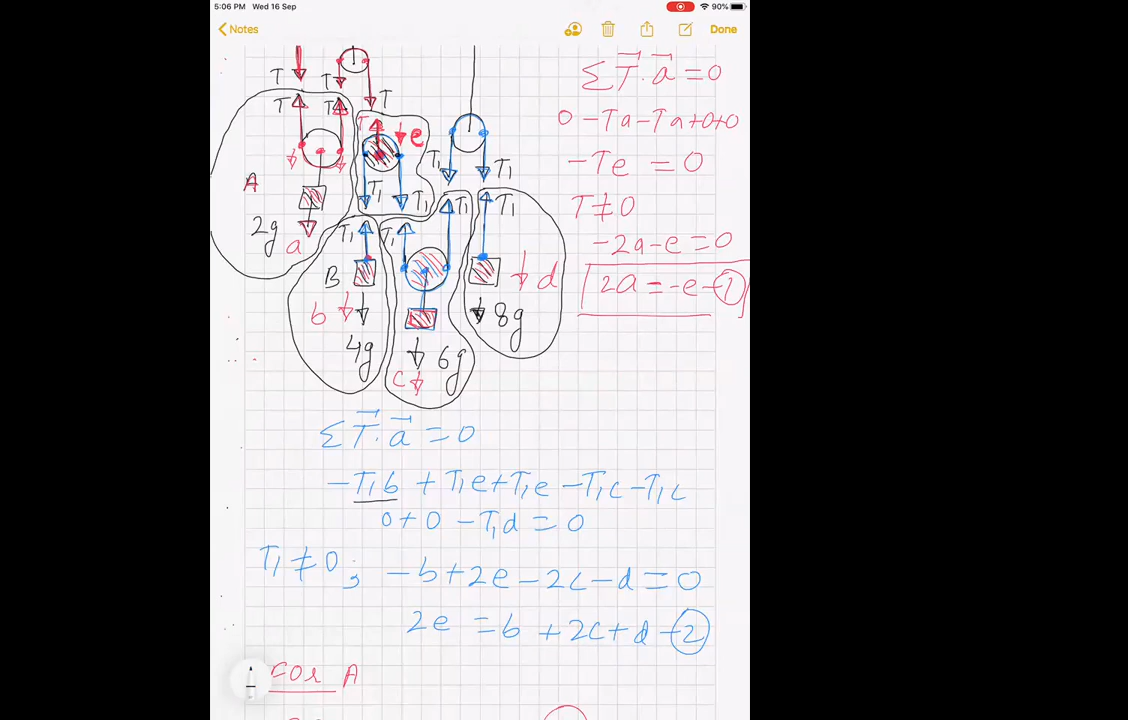 5:06 PM Wed 16 Sep
90%
Notes
Done
T T
T
T T
T e
A
2g
a
T₁ T₁
T₁ T₁
T₁ T₁ T₁ T₁
B
b
4g
6g
c
8g
d
ΣT⃗.a⃗ = 0
0 -Ta -Ta +0+0
-Te = 0
T ≠ 0
-2a - e = 0
2a = -e - ①
ΣT⃗.a⃗ = 0
-T₁b + T₁e + T₁e - T₁c - T₁c
0 + 0 - T₁d = 0
T₁ ≠ 0; -b + 2e - 2c - d = 0
2e = b + 2c + d - ②
For A